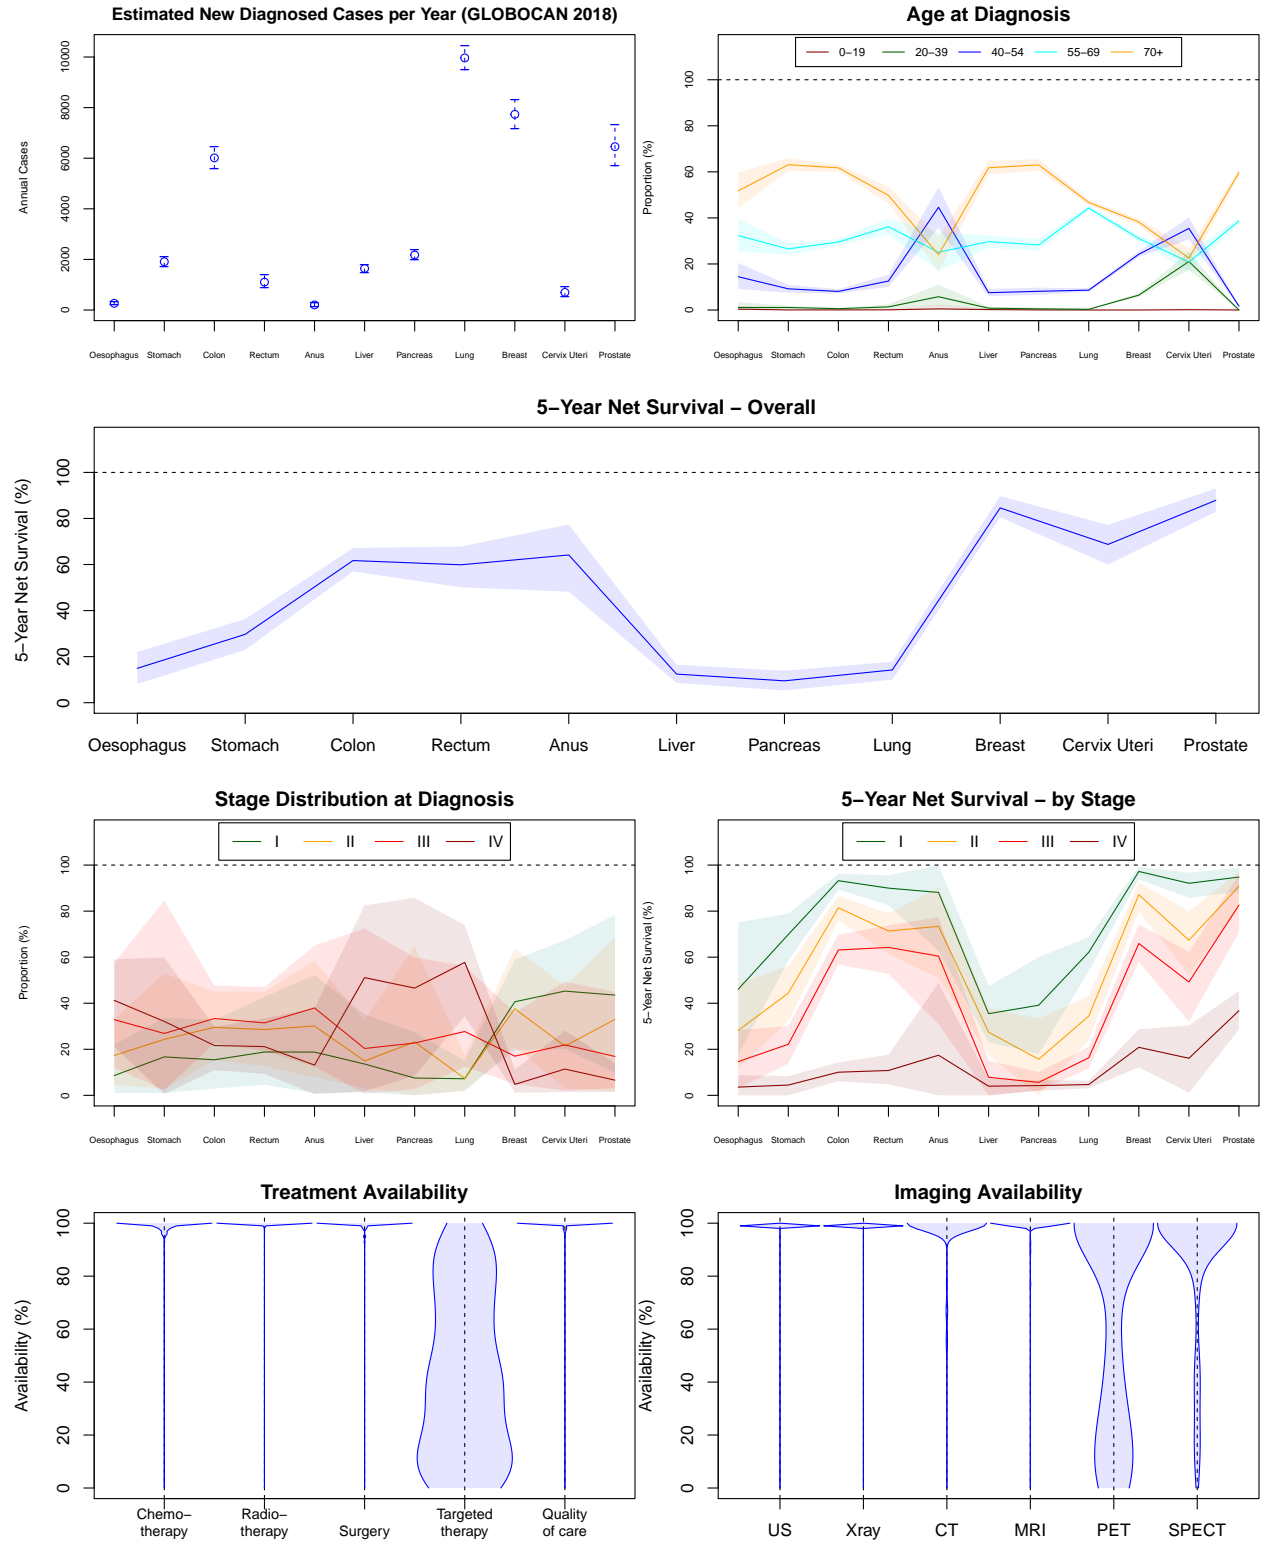 Estimated New Diagnosed Cases per Year (GLOBOCAN 2018)
Annual Cases
0 2000 4000 6000 8000 10000
Oesophagus Stomach Colon Rectum Anus Liver Pancreas Lung Breast Cervix Uteri Prostate
Age at Diagnosis
0−19 20−39 40−54 55−69 70+
Proportion (%)
0 20 40 60 80 100
Oesophagus Stomach Colon Rectum Anus Liver Pancreas Lung Breast Cervix Uteri Prostate
5−Year Net Survival − Overall
5−Year Net Survival (%)
0 20 40 60 80 100
Oesophagus Stomach Colon Rectum Anus Liver Pancreas Lung Breast Cervix Uteri Prostate
Stage Distribution at Diagnosis
I II III IV
Proportion (%)
0 20 40 60 80 100
Oesophagus Stomach Colon Rectum Anus Liver Pancreas Lung Breast Cervix Uteri Prostate
5−Year Net Survival − by Stage
I II III IV
5−Year Net Survival (%)
0 20 40 60 80 100
Oesophagus Stomach Colon Rectum Anus Liver Pancreas Lung Breast Cervix Uteri Prostate
Treatment Availability
Availability (%)
0 20 40 60 80 100
Chemo−
therapy
Radio−
therapy
Surgery
Targeted
therapy
Quality
of care
Imaging Availability
Availability (%)
0 20 40 60 80 100
US Xray CT MRI PET SPECT